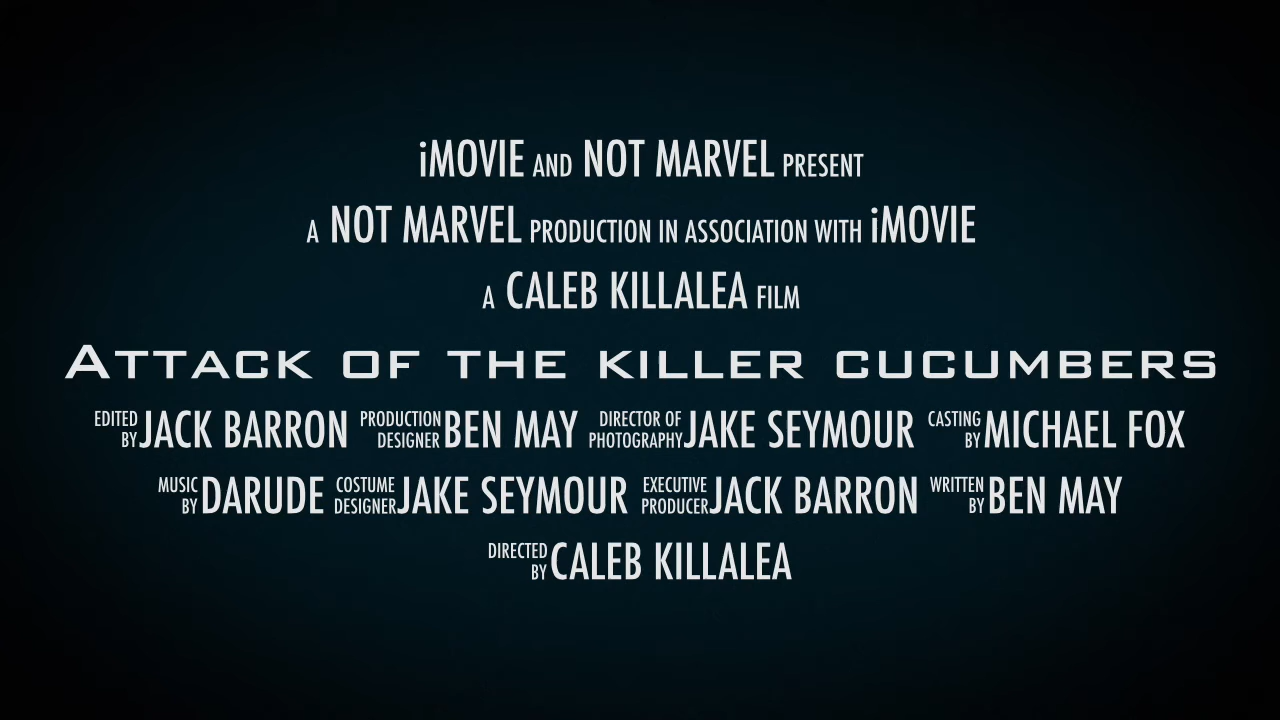 iMOVIE AND NOT MARVEL PRESENT
A NOT MARVEL PRODUCTION IN ASSOCIATION WITH iMOVIE
A CALEB KILLALEA FILM
ATTACK OF THE KILLER CUCUMBERS
EDITED BY JACK BARRON PRODUCTION DESIGNER BEN MAY DIRECTOR OF PHOTOGRAPHY JAKE SEYMOUR CASTING BY MICHAEL FOX
MUSIC BY DARUDE COSTUME DESIGNER JAKE SEYMOUR EXECUTIVE PRODUCER JACK BARRON WRITTEN BY BEN MAY
DIRECTED BY CALEB KILLALEA